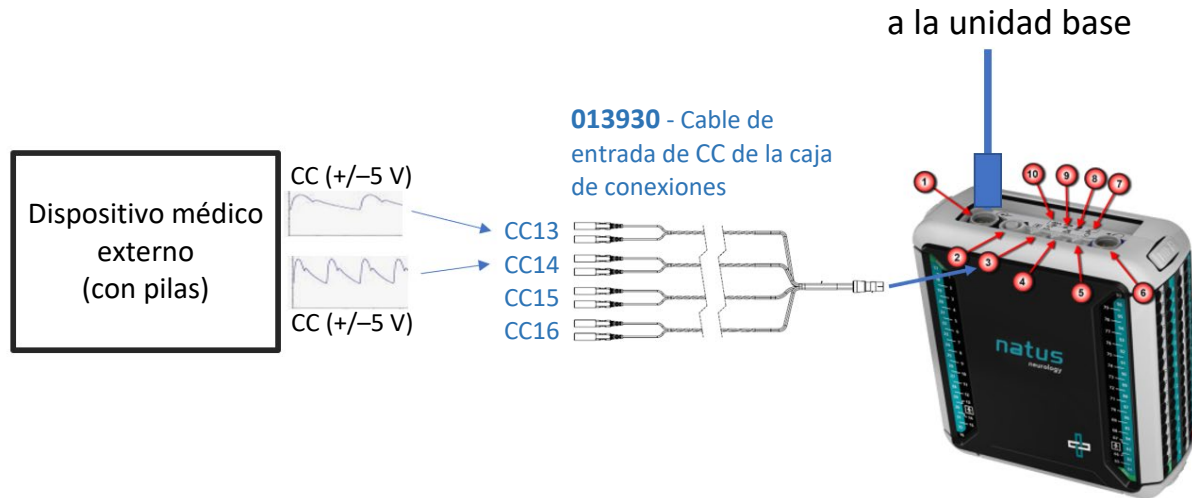 a la unidad base
013930 - Cable de
entrada de CC de la caja
de conexiones
Dispositivo médico
externo
(con pilas)
CC (+/–5 V)
CC (+/–5 V)
CC13
CC14
CC15
CC16
1
10
9
8
7
2
3
4
5
6
natus
neurology